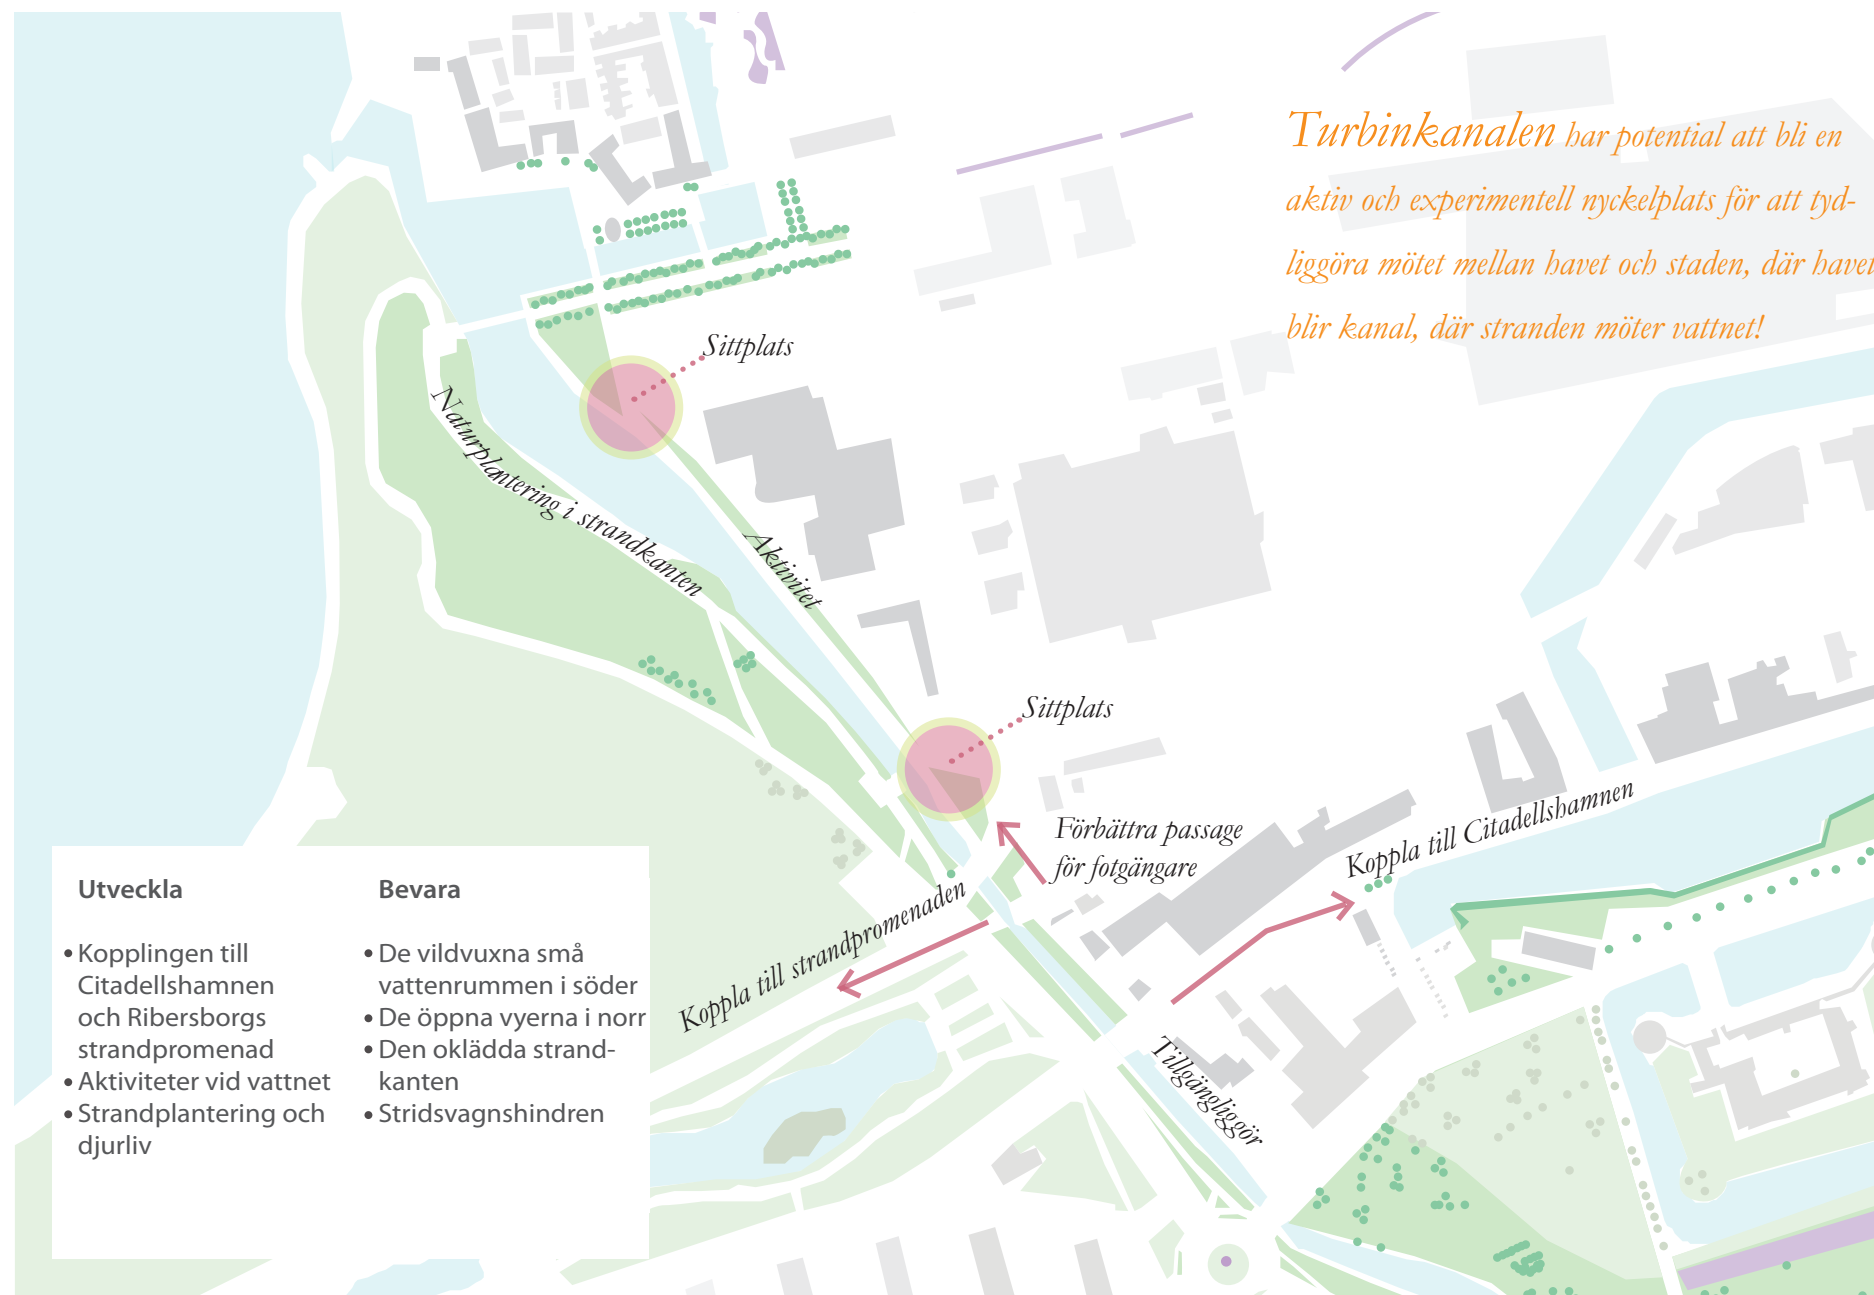 Turbinkanalen har potential att bli en
aktiv och experimentell nyckelplats för att tyd-
liggöra mötet mellan havet och staden, där havet
blir kanal, där stranden möter vattnet!
Sittplats
Naturplantering i strandkanten
Aktivitet
Sittplats
Förbättra passage
för fotgängare
Koppla till Citadellshamnen
Koppla till strandpromenaden
Tillgängliggör
Utveckla
• Kopplingen till
Citadellshamnen
och Ribersborgs
strandpromenad
• Aktiviteter vid vattnet
• Strandplantering och
djurliv
Bevara
• De vildvuxna små
vattenrummen i söder
• De öppna vyerna i norr
• Den oklädda strand-
kanten
• Stridsvagnshindren